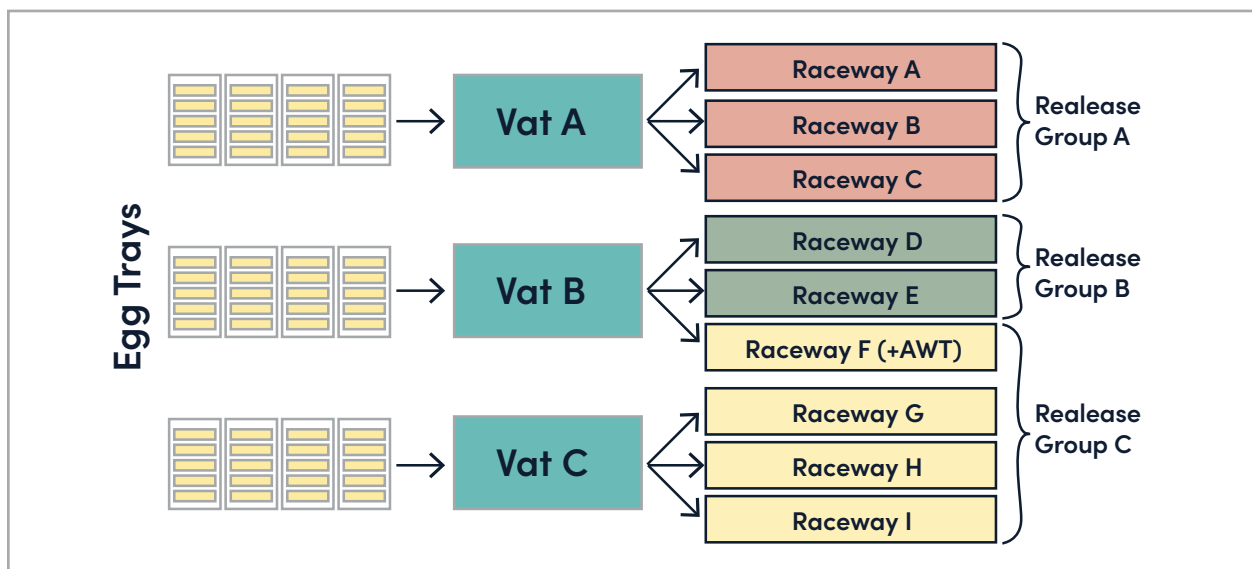 Egg Trays
Vat A
Raceway A
Raceway B
Raceway C
Realease
Group A
Vat B
Raceway D
Raceway E
Raceway F (+AWT)
Realease
Group B
Vat C
Raceway G
Raceway H
Raceway I
Realease
Group C